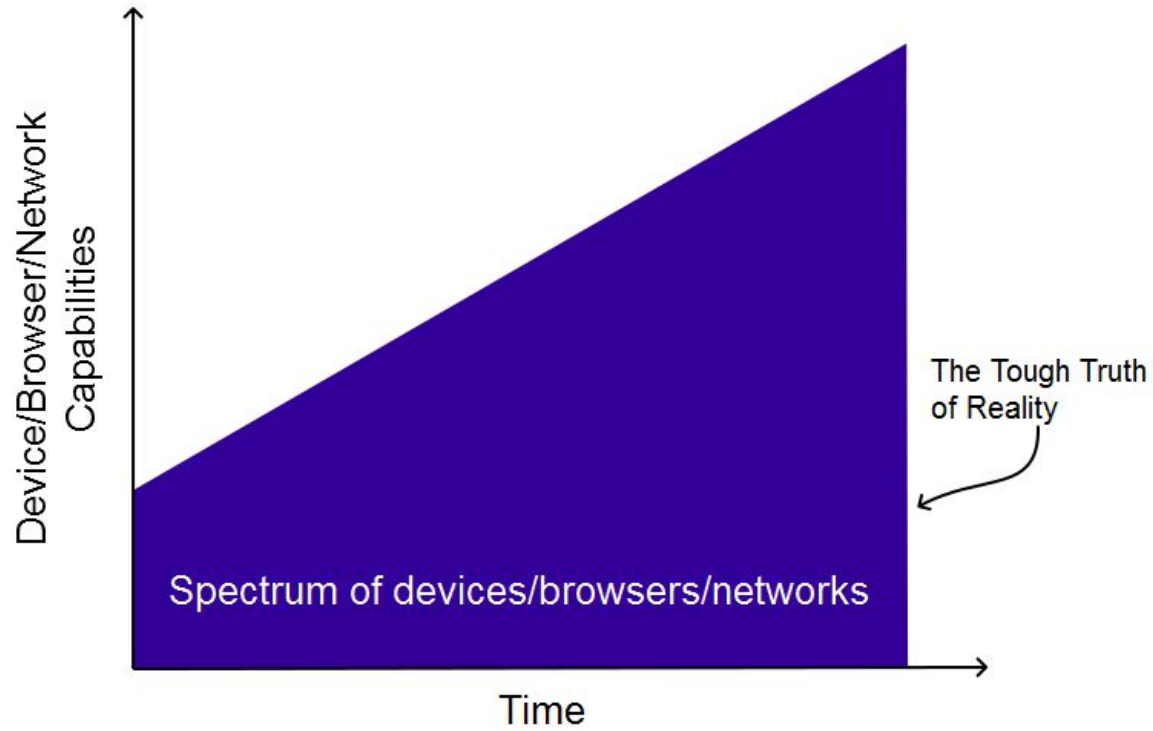 Device/Browser/Network
Capabilities
The Tough Truth
of Reality
Spectrum of devices/browsers/networks
Time